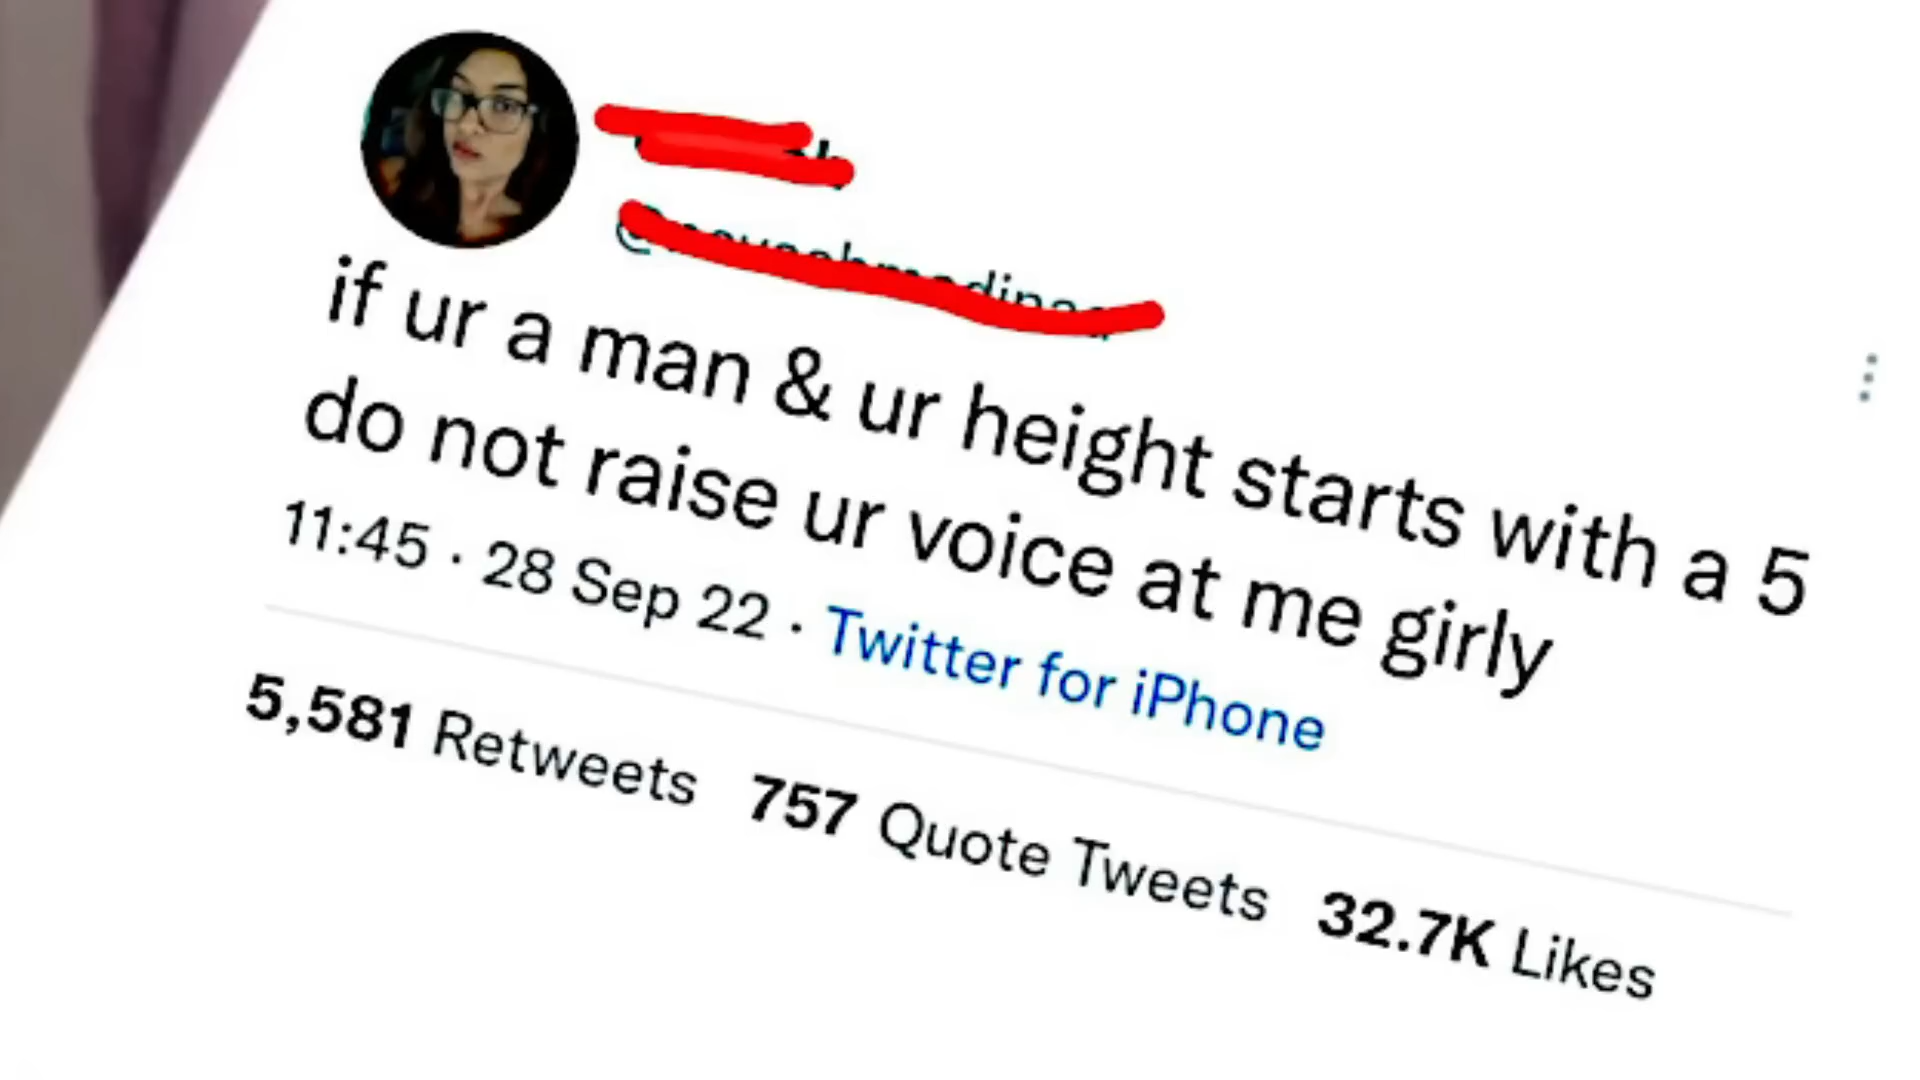 if ur a man & ur height starts with a 5
do not raise ur voice at me girly
11:45 · 28 Sep 22 · Twitter for iPhone
5,581 Retweets 757 Quote Tweets 32.7K Likes